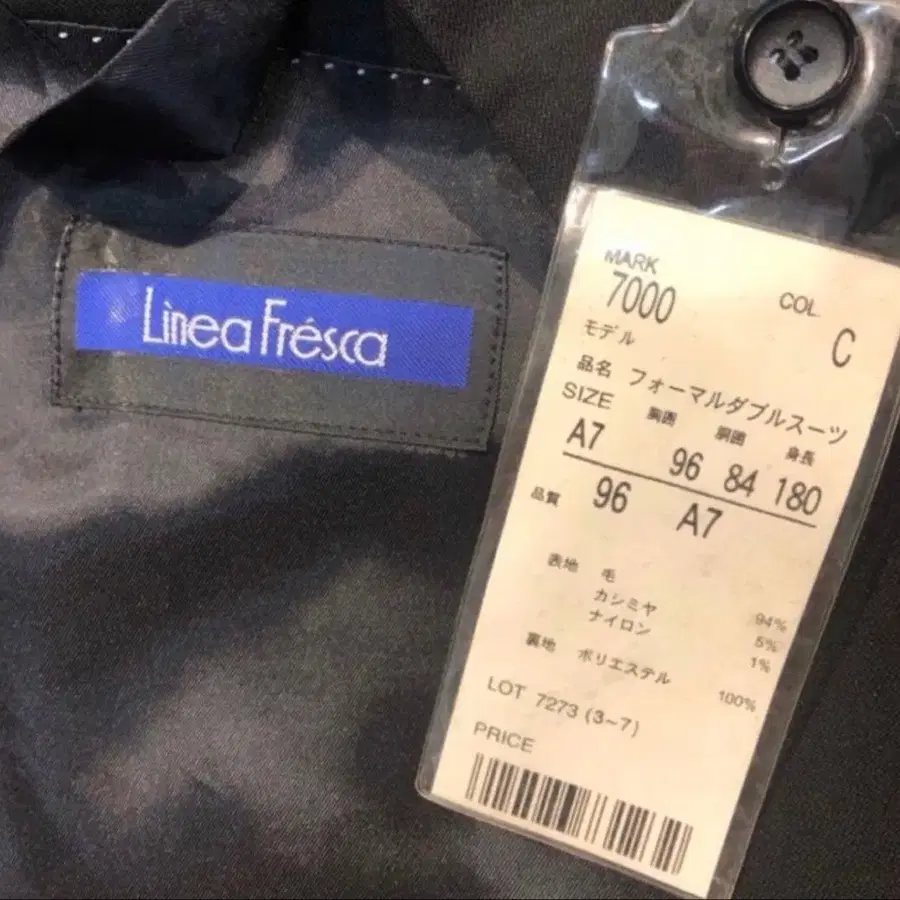 Lìnea Frésca
MARK
7000
COL.
C
モデル
品名 フォーマルダブルスーツ
SIZE 胸囲 胴囲 身長
A7 96 84 180
品質 96 A7
表地 毛 94%
カシミヤ 5%
ナイロン 1%
裏地 ポリエステル 100%
LOT 7273 (3~7)
PRICE